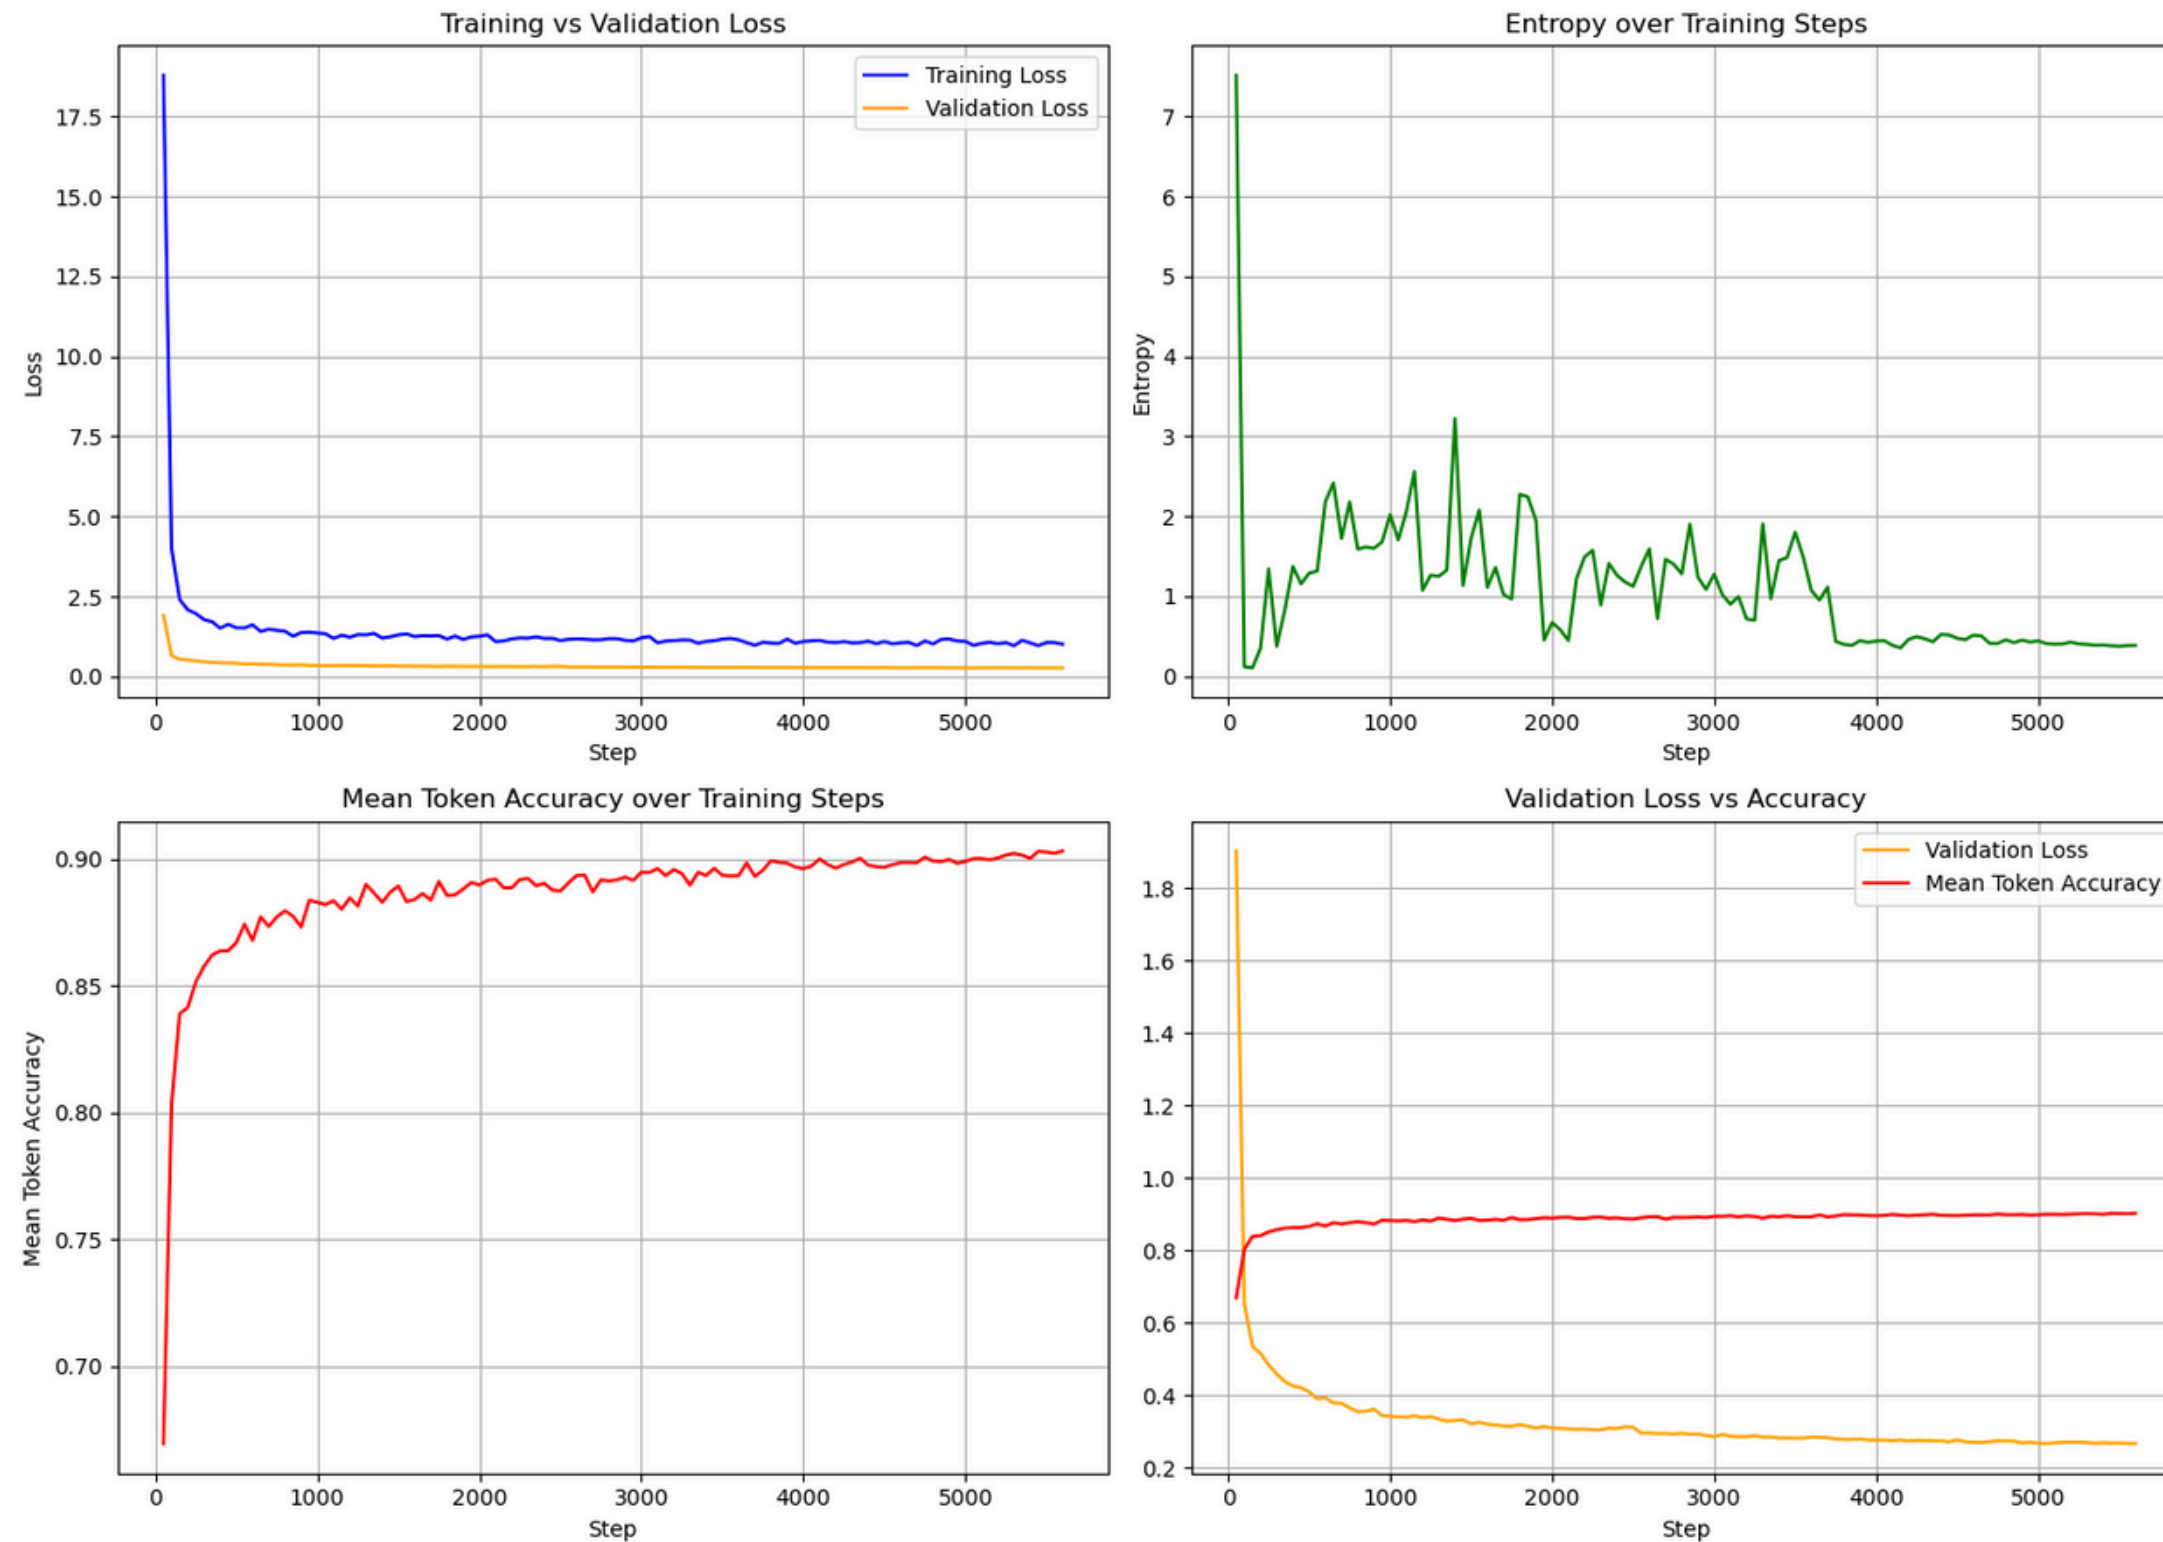 Training vs Validation Loss
Training Loss
Validation Loss
17.5
15.0
12.5
10.0
7.5
5.0
2.5
0.0
Loss
0 1000 2000 3000 4000 5000
Step
Entropy over Training Steps
7
6
5
4
3
2
1
0
Entropy
0 1000 2000 3000 4000 5000
Step
Mean Token Accuracy over Training Steps
0.90
0.85
0.80
0.75
0.70
Mean Token Accuracy
0 1000 2000 3000 4000 5000
Step
Validation Loss vs Accuracy
Validation Loss
Mean Token Accuracy
1.8
1.6
1.4
1.2
1.0
0.8
0.6
0.4
0.2
0 1000 2000 3000 4000 5000
Step